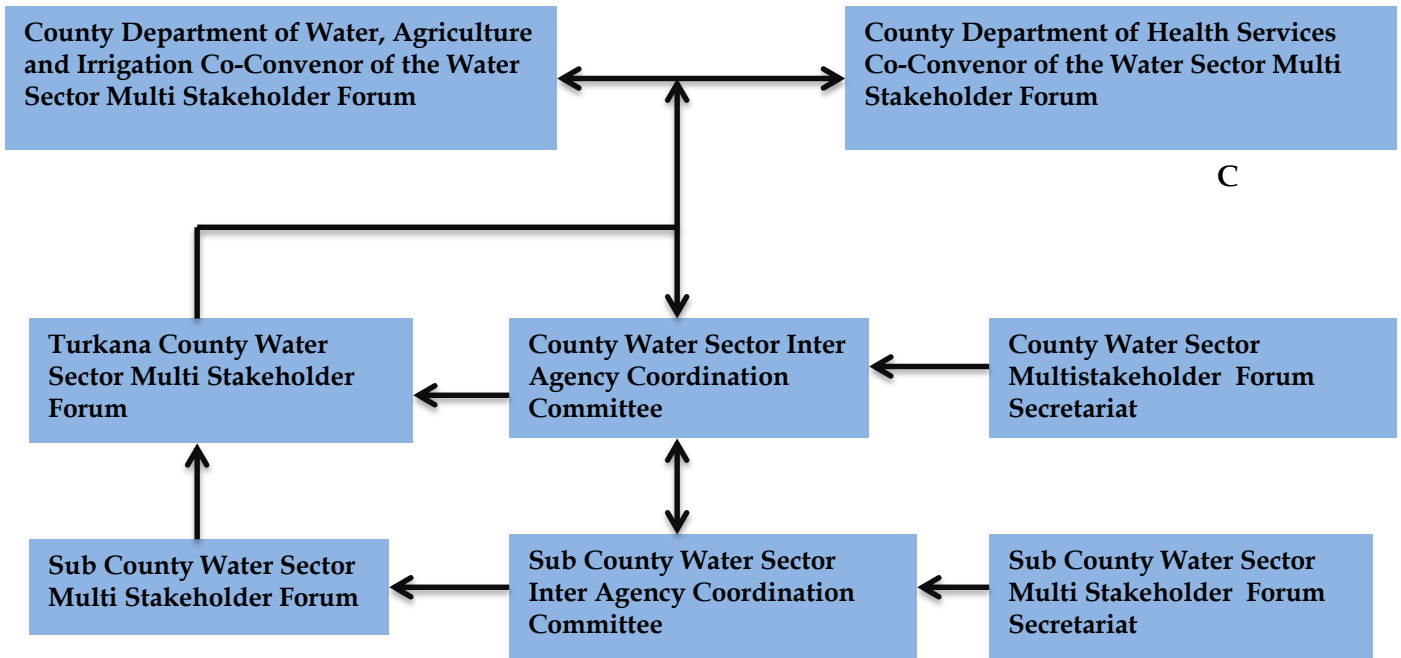 County Department of Water, Agriculture
and Irrigation Co-Convenor of the Water
Sector Multi Stakeholder Forum
County Department of Health Services
Co-Convenor of the Water Sector Multi
Stakeholder Forum
C
Turkana County Water
Sector Multi Stakeholder
Forum
County Water Sector Inter
Agency Coordination
Committee
County Water Sector
Multistakeholder Forum
Secretariat
Sub County Water Sector
Multi Stakeholder Forum
Sub County Water Sector
Inter Agency Coordination
Committee
Sub County Water Sector
Multi Stakeholder Forum
Secretariat